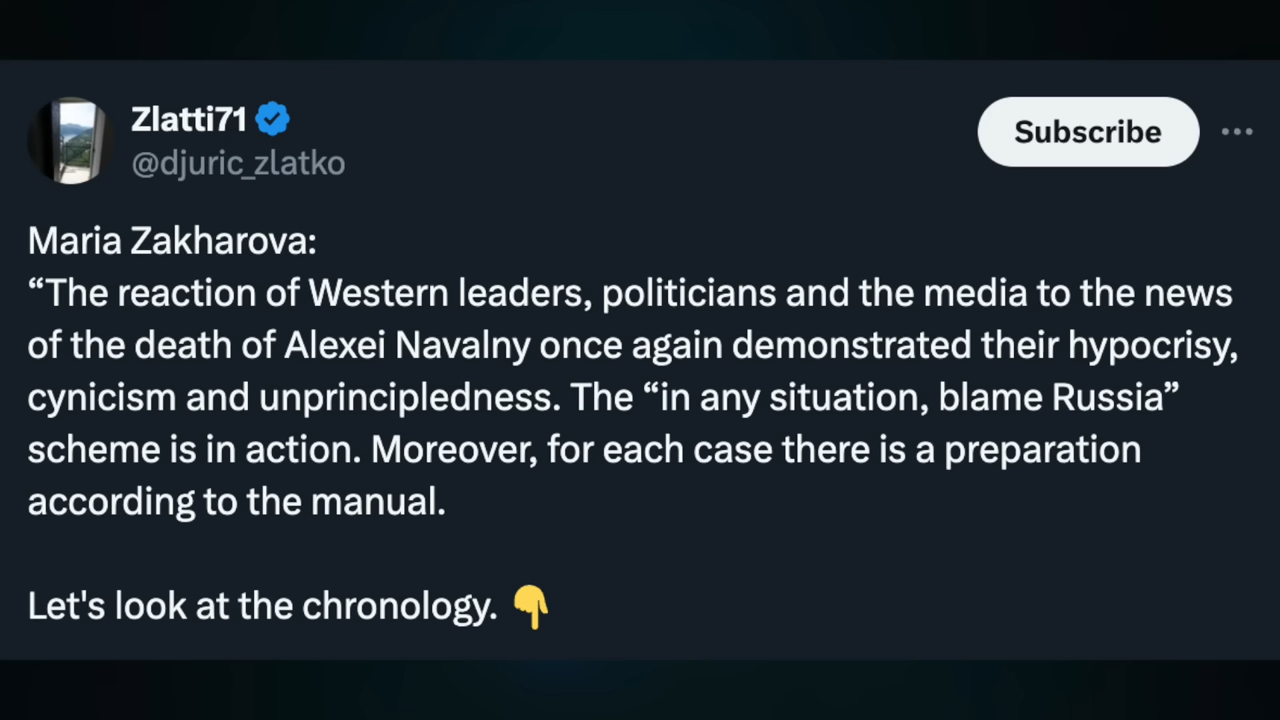 Zlatti71
@djuric_zlatko
Subscribe
Maria Zakharova:
“The reaction of Western leaders, politicians and the media to the news
of the death of Alexei Navalny once again demonstrated their hypocrisy,
cynicism and unprincipledness. The “in any situation, blame Russia”
scheme is in action. Moreover, for each case there is a preparation
according to the manual.
Let's look at the chronology. 👇